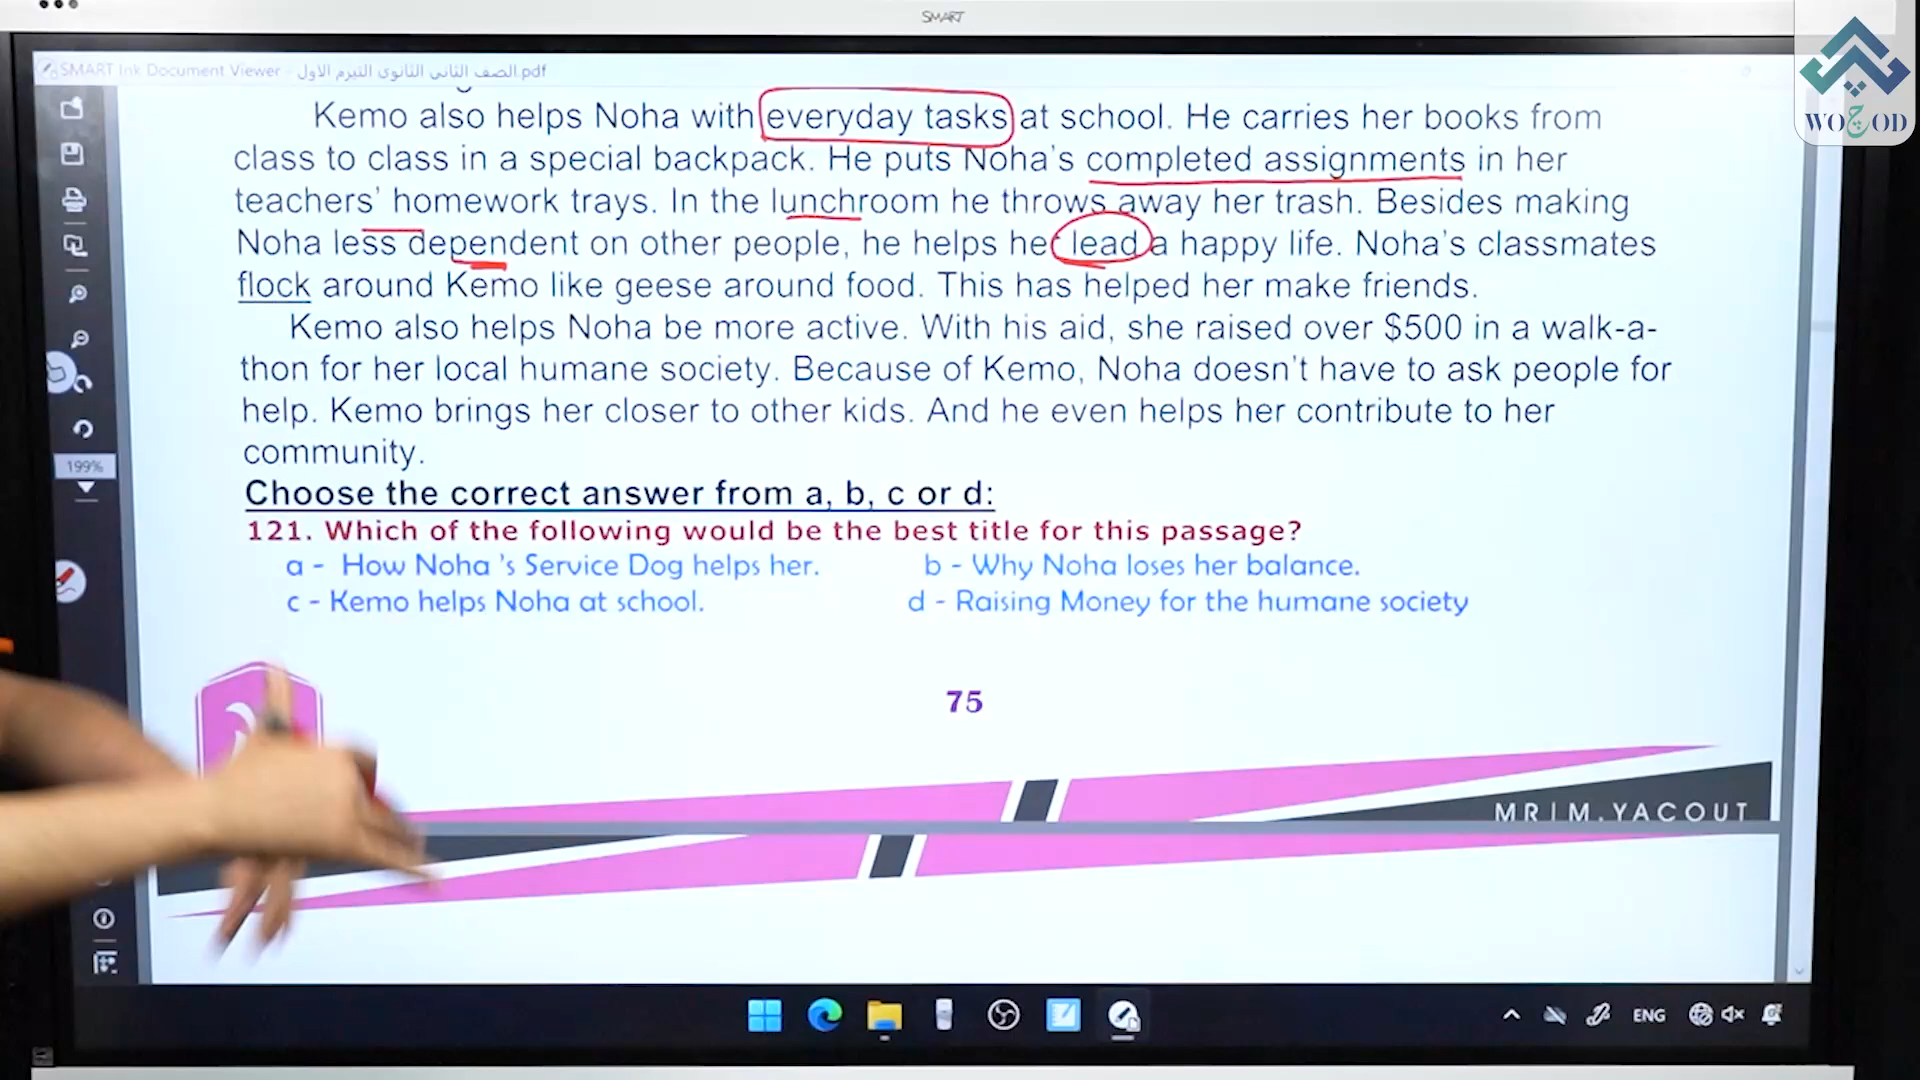 SMART
WOجOD
SMART Ink Document Viewer - الصف الثانى الثانوى التيرم الاول.pdf
Kemo also helps Noha with everyday tasks at school. He carries her books from
class to class in a special backpack. He puts Noha's completed assignments in her
teachers' homework trays. In the lunchroom he throws away her trash. Besides making
Noha less dependent on other people, he helps her lead a happy life. Noha's classmates
flock around Kemo like geese around food. This has helped her make friends.
Kemo also helps Noha be more active. With his aid, she raised over $500 in a walk-a-
thon for her local humane society. Because of Kemo, Noha doesn't have to ask people for
help. Kemo brings her closer to other kids. And he even helps her contribute to her
community.
199%
Choose the correct answer from a, b, c or d:
121. Which of the following would be the best title for this passage?
a - How Noha 's Service Dog helps her.
b - Why Noha loses her balance.
c - Kemo helps Noha at school.
d - Raising Money for the humane society
75
MR|M.YACOUT
ENG